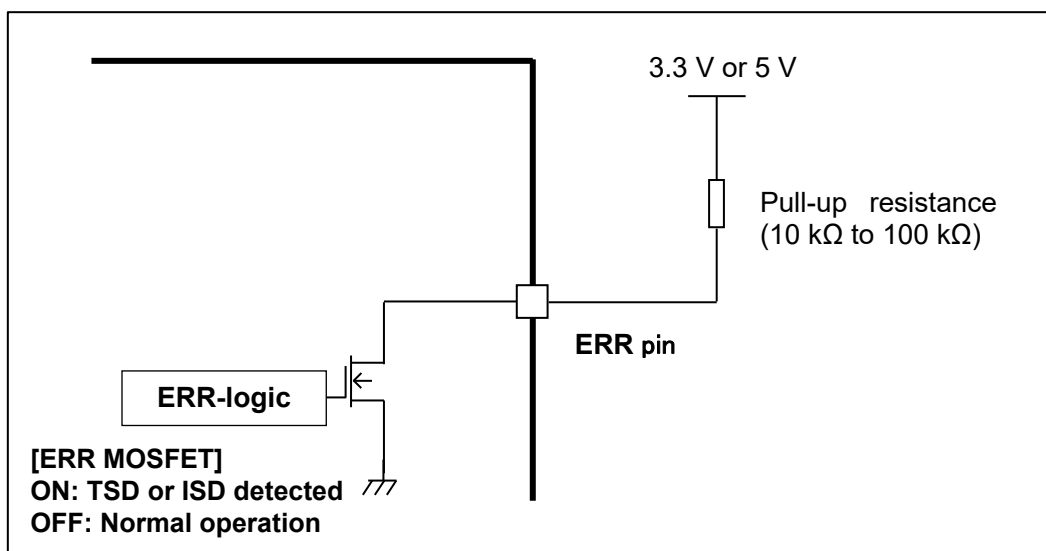 3.3 V or 5 V
Pull-up resistance
(10 kΩ to 100 kΩ)
ERR pin
ERR-logic
[ERR MOSFET]
ON: TSD or ISD detected
OFF: Normal operation